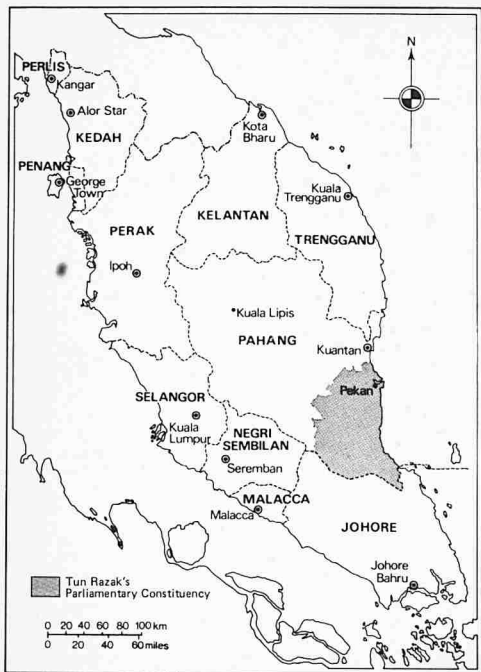 N
PERLIS
Kangar
Alor Star
KEDAH
PENANG
George
Town
Kota
Bharu
Kuala
Trengganu
KELANTAN
TRENGGANU
PERAK
Ipoh
Kuala Lipis
PAHANG
Kuantan
Pekan
SELANGOR
Kuala
Lumpur
NEGRI
SEMBILAN
Seremban
MALACCA
Malacca
JOHORE
Johore
Bahru
Tun Razak's
Parliamentary Constituency
0 20 40 60 80 100 km
0 20 60 miles